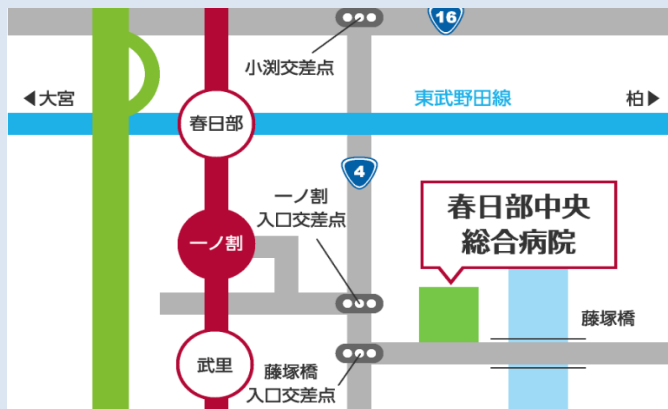 16
小渕交差点
◀大宮
東武野田線
柏▶
春日部
4
一ノ割
入口交差点
春日部中央
総合病院
一ノ割
藤塚橋
武里
藤塚橋
入口交差点